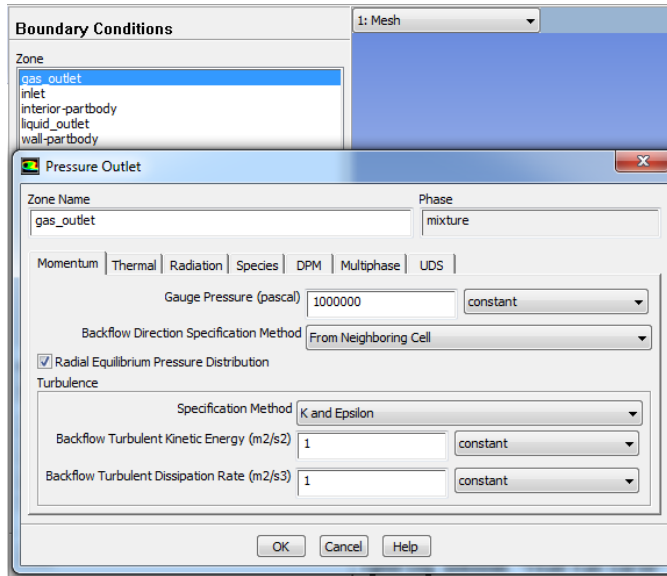 Boundary Conditions
1: Mesh
Zone
gas_outlet
inlet
interior-partbody
liquid_outlet
wall-partbody
Pressure Outlet
Zone Name
Phase
gas_outlet
mixture
Momentum Thermal Radiation Species DPM Multiphase UDS
Gauge Pressure (pascal) 1000000 constant
Backflow Direction Specification Method From Neighboring Cell
Radial Equilibrium Pressure Distribution
Turbulence
Specification Method K and Epsilon
Backflow Turbulent Kinetic Energy (m2/s2) 1 constant
Backflow Turbulent Dissipation Rate (m2/s3) 1 constant
OK Cancel Help